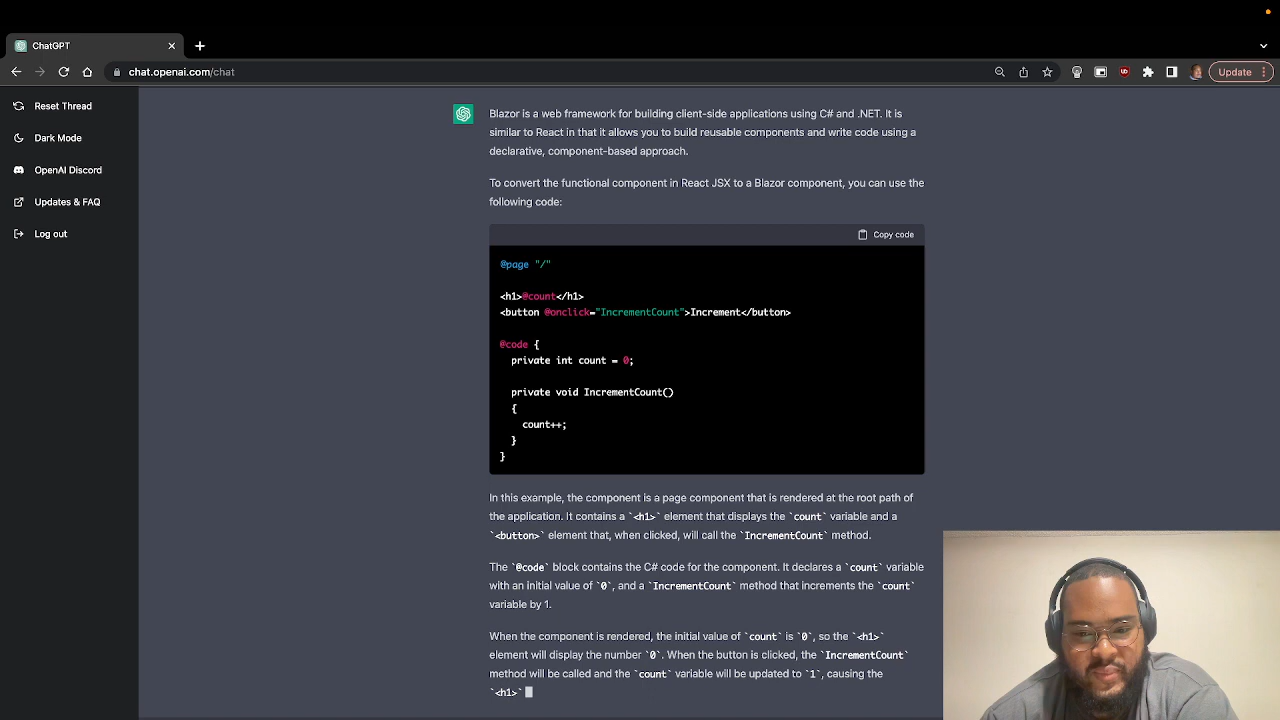 ChatGPT
chat.openai.com/chat
Update
Reset Thread
Dark Mode
OpenAI Discord
Updates & FAQ
Log out
Blazor is a web framework for building client-side applications using C# and .NET. It is
similar to React in that it allows you to build reusable components and write code using a
declarative, component-based approach.
To convert the functional component in React JSX to a Blazor component, you can use the
following code:
Copy code
@page "/"
<h1>@count</h1>
<button @onclick="IncrementCount">Increment</button>
@code {
private int count = 0;
private void IncrementCount()
{
count++;
}
}
In this example, the component is a page component that is rendered at the root path of
the application. It contains a `<h1>` element that displays the `count` variable and a
`<button>` element that, when clicked, will call the `IncrementCount` method.
The `@code` block contains the C# code for the component. It declares a `count` variable
with an initial value of `0`, and a `IncrementCount` method that increments the `count`
variable by 1.
When the component is rendered, the initial value of `count` is `0`, so the `<h1>`
element will display the number `0`. When the button is clicked, the `IncrementCount`
method will be called and the `count` variable will be updated to `1`, causing the
`<h1>`